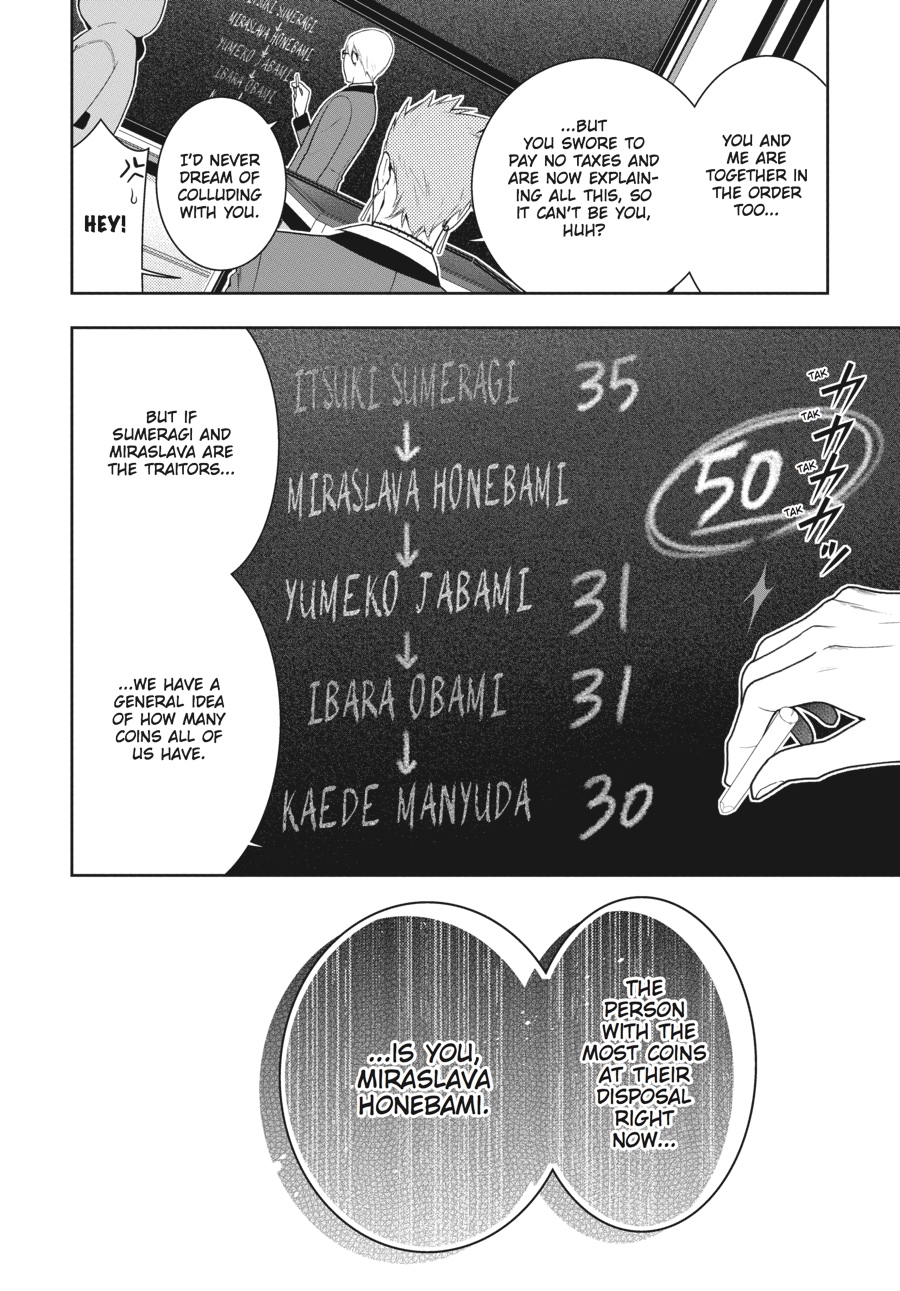 YOU AND
ME ARE
TOGETHER IN
THE ORDER
TOO...
...BUT
YOU SWORE TO
PAY NO TAXES AND
ARE NOW EXPLAIN-
ING ALL THIS, SO
IT CAN'T BE YOU,
HUH?
ITSUKI SUMERAGI
MIRASLAVA HONEBAMI
YUMEKO JABAMI
IBARA OBAMI
I'D NEVER
DREAM OF
COLLUDING
WITH YOU.
HEY!
TAK
TAK
TAK
TAK
カカカカッ
ITSUKI SUMERAGI 35
MIRASLAVA HONEBAMI 50
YUMEKO JABAMI 31
IBARA OBAMI 31
KAEDE MANYUDA 30
BUT IF
SUMERAGI AND
MIRASLAVA ARE
THE TRAITORS...
...WE HAVE A
GENERAL IDEA
OF HOW MANY
COINS ALL OF
US HAVE.
THE
PERSON
WITH THE
MOST COINS
AT THEIR
DISPOSAL
RIGHT
NOW...
...IS YOU,
MIRASLAVA
HONEBAMI.